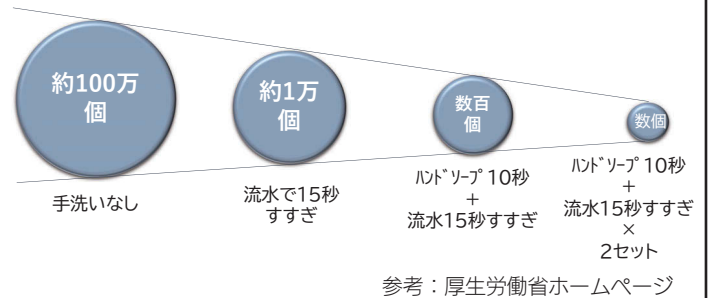 約100万
個
手洗いなし
約1万
個
流水で15秒
すすぎ
数百
個
ﾊﾝﾄﾞｿｰﾌﾟ10秒
+
流水15秒すすぎ
数個
ﾊﾝﾄﾞｿｰﾌﾟ10秒
+
流水15秒すすぎ
×
2セット
参考：厚生労働省ホームページ